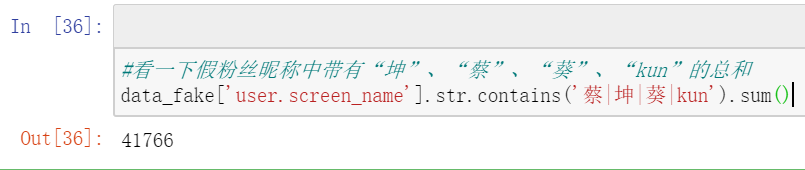 In [36]:
#看一下假粉丝昵称中带有“坤”、“蔡”、“葵”、“kun”的总和
data_fake['user.screen_name'].str.contains('蔡|坤|葵|kun').sum()
Out[36]: 41766